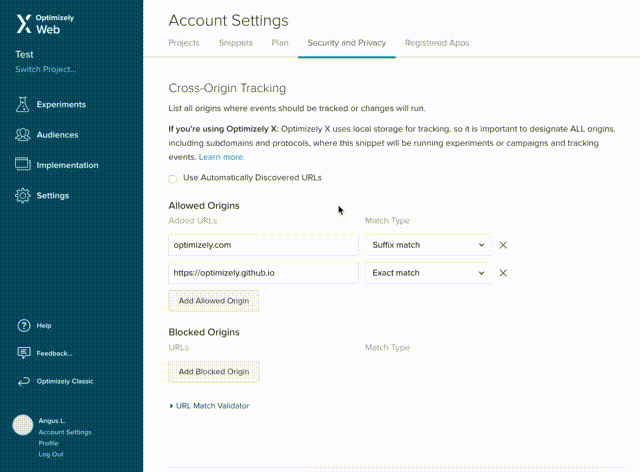 Optimizely
X Web
Test
Switch Project...
Experiments
Audiences
Implementation
Settings
Help
Feedback...
Optimizely Classic
Angus L.
Account Settings
Profile
Log Out
Account Settings
Projects Snippets Plan Security and Privacy Registered Apps
Cross-Origin Tracking
List all origins where events should be tracked or changes will run.
If you're using Optimizely X: Optimizely X uses local storage for tracking, so it is important to designate ALL origins,
including subdomains and protocols, where this snippet will be running experiments or campaigns and tracking
events. Learn more.
Use Automatically Discovered URLs
Allowed Origins
Added URLs Match Type
optimizely.com Suffix match
https://optimizely.github.io Exact match
Add Allowed Origin
Blocked Origins
URLs Match Type
Add Blocked Origin
URL Match Validator